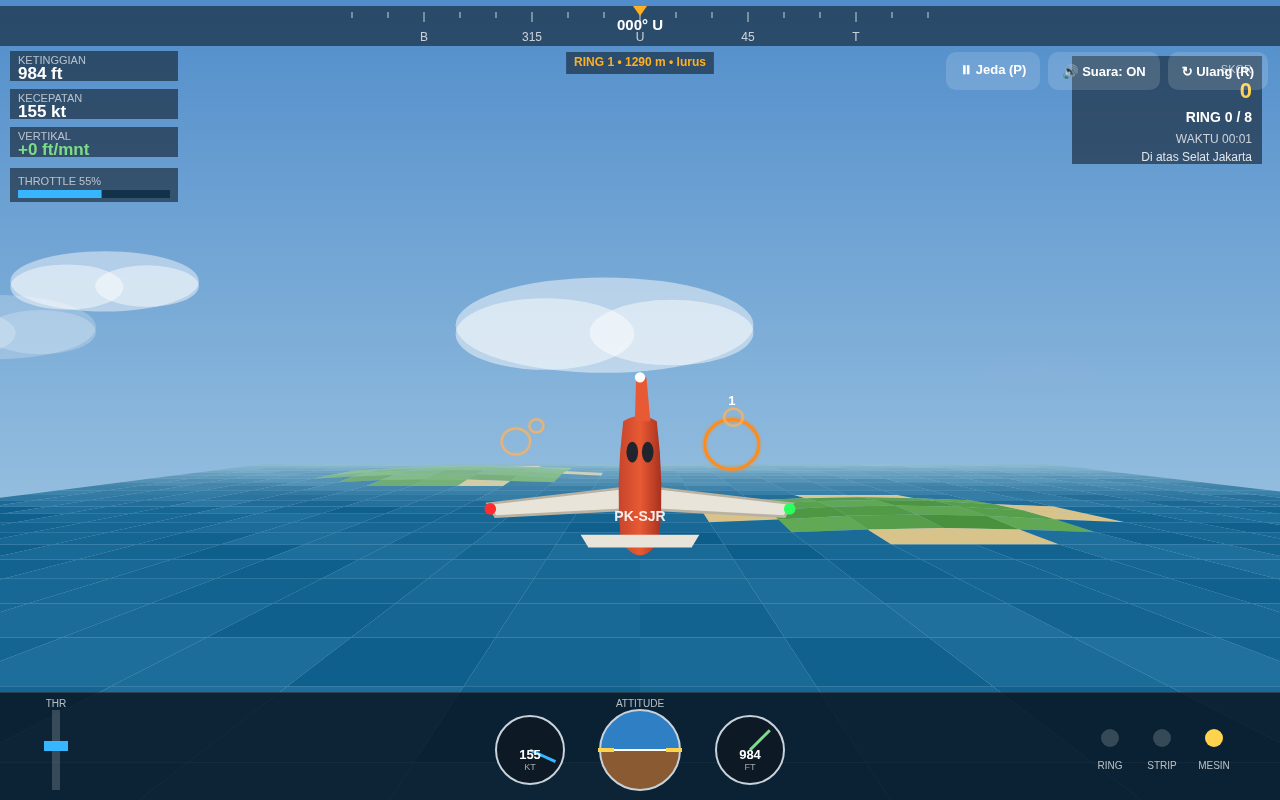 000° U
B 315 U 45 T
KETINGGIAN
984 ft
KECEPATAN
155 kt
VERTIKAL
+0 ft/mnt
THROTTLE 55%
RING 1 • 1290 m • lurus
⏸ Jeda (P)
🔊 Suara: ON
↻ Ulang (R)
SKOR
0
RING 0 / 8
WAKTU 00:01
Di atas Selat Jakarta
1
PK-SJR
THR
ATTITUDE
155
KT
984
FT
RING STRIP MESIN